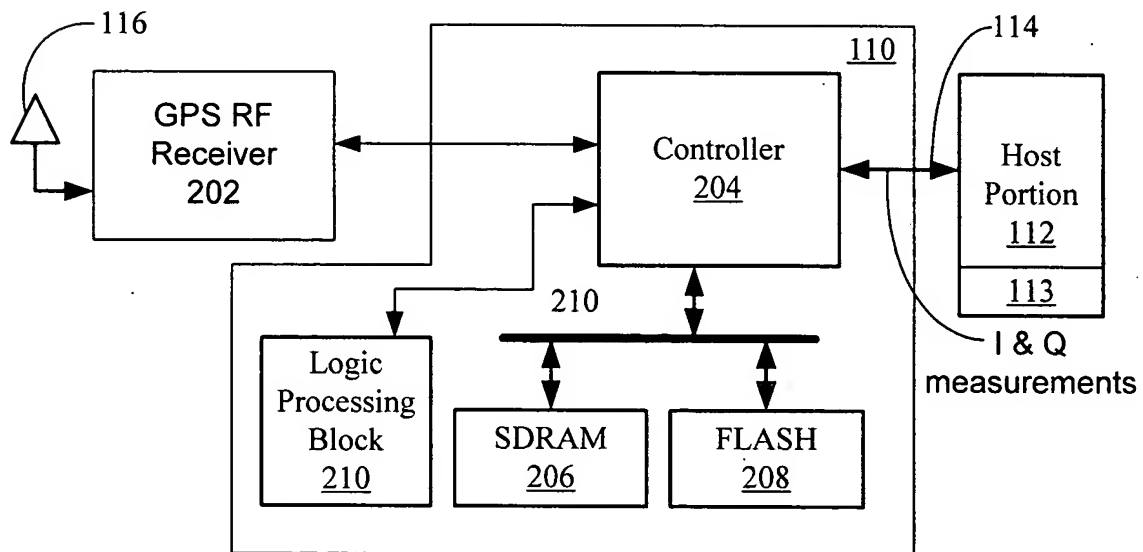 116
110
114
GPS RF
Receiver
202
Controller
204
Host
Portion
112
113
210
I & Q
measurements
Logic
Processing
Block
210
SDRAM
206
FLASH
208